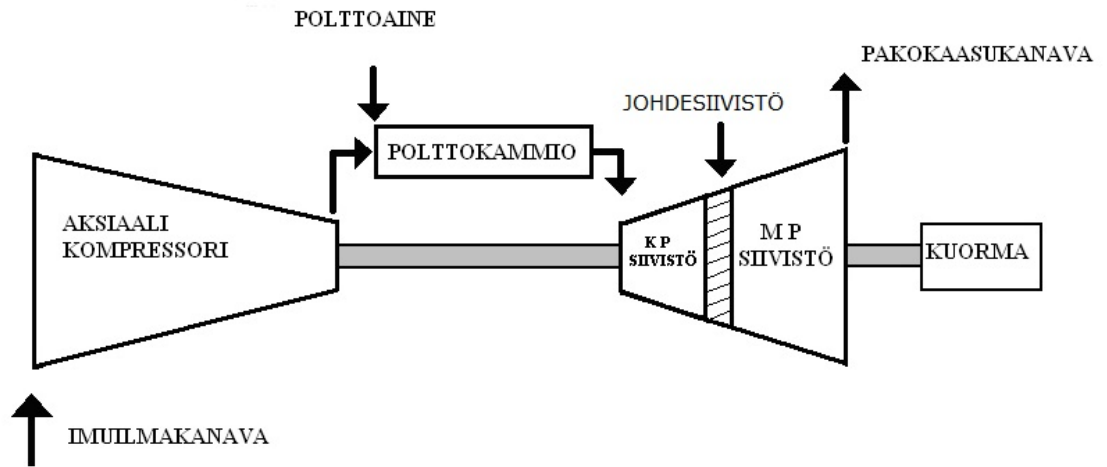 POLTTOAINE
PAKOKAASUKANAVA
JOHDESIIVISTÖ
POLTTOKAMMIO
AKSIAALI
KOMPRESSORI
K P
SIIVISTÖ
M P
SIIVISTÖ
KUORMA
IMUILMAKANAVA